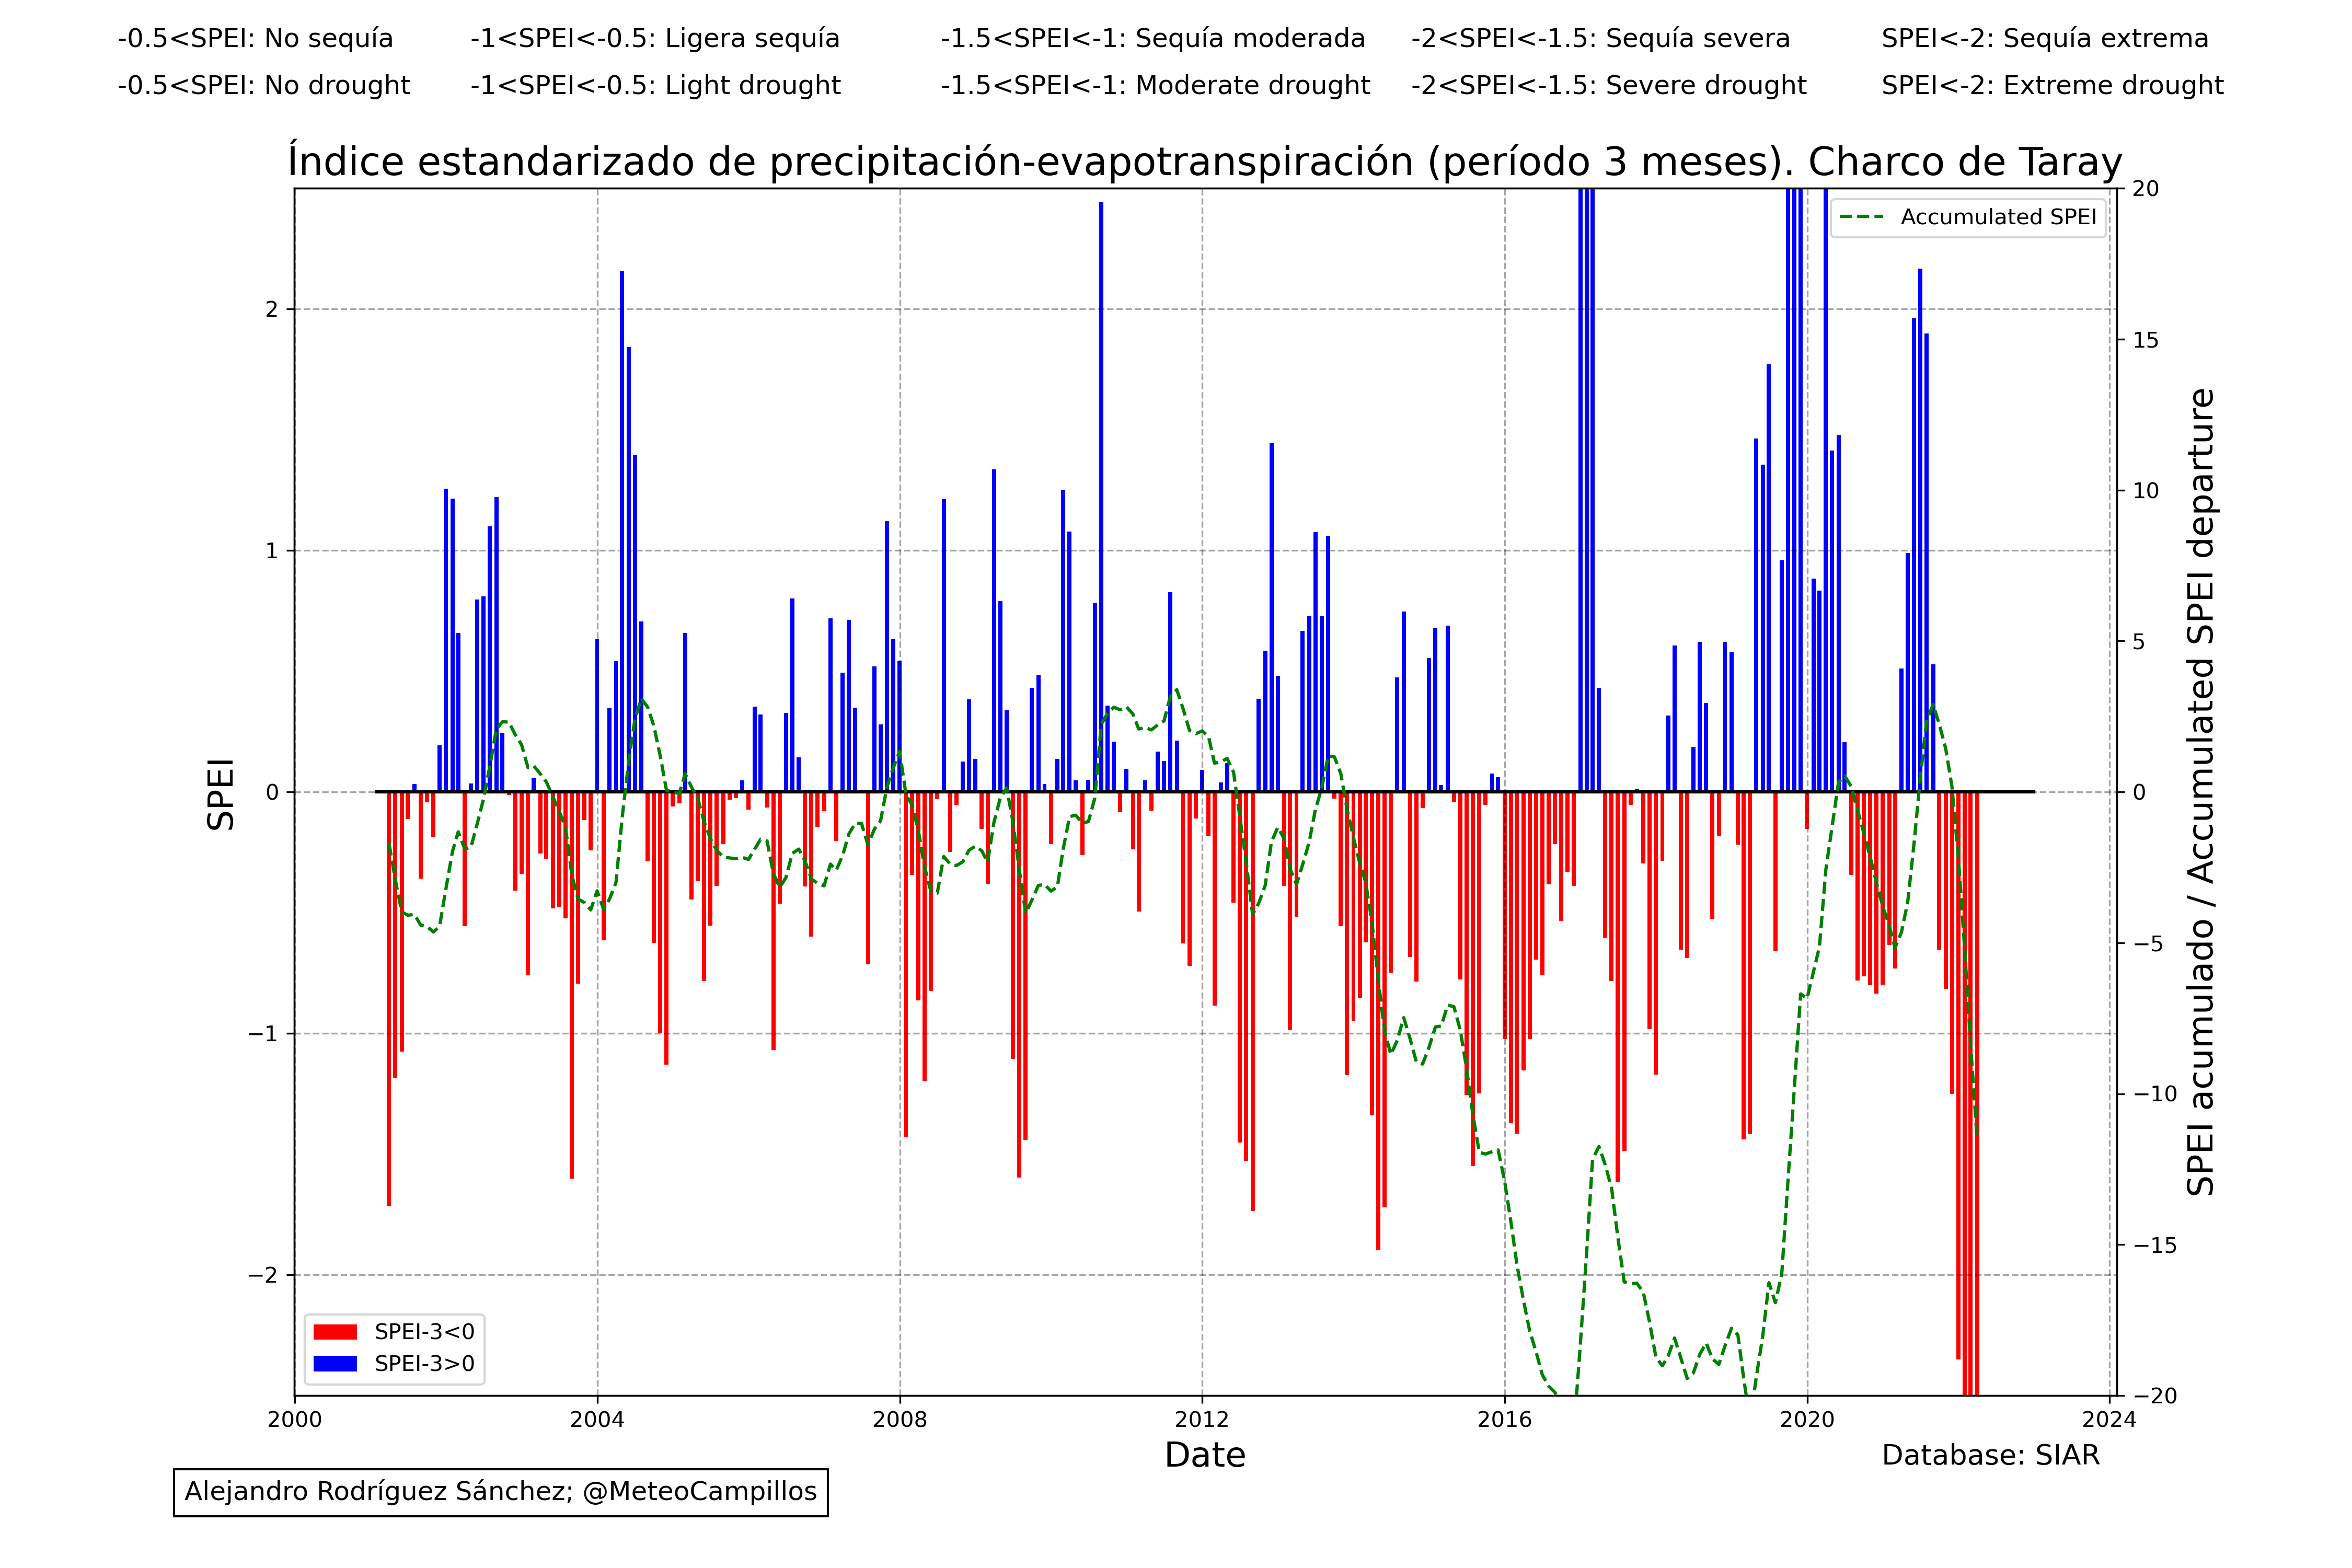 -0.5<SPEI: No sequía -1<SPEI<-0.5: Ligera sequía -1.5<SPEI<-1: Sequía moderada -2<SPEI<-1.5: Sequía severa SPEI<-2: Sequía extrema
-0.5<SPEI: No drought -1<SPEI<-0.5: Light drought -1.5<SPEI<-1: Moderate drought -2<SPEI<-1.5: Severe drought SPEI<-2: Extreme drought
Índice estandarizado de precipitación-evapotranspiración (período 3 meses). Charco de Taray
Accumulated SPEI
SPEI
2
1
0
−1
−2
20
15
10
5
0
−5
−10
−15
−20
SPEI acumulado / Accumulated SPEI departure
SPEI-3<0
SPEI-3>0
2000 2004 2008 2012 2016 2020 2024
Date
Database: SIAR
Alejandro Rodríguez Sánchez; @MeteoCampillos